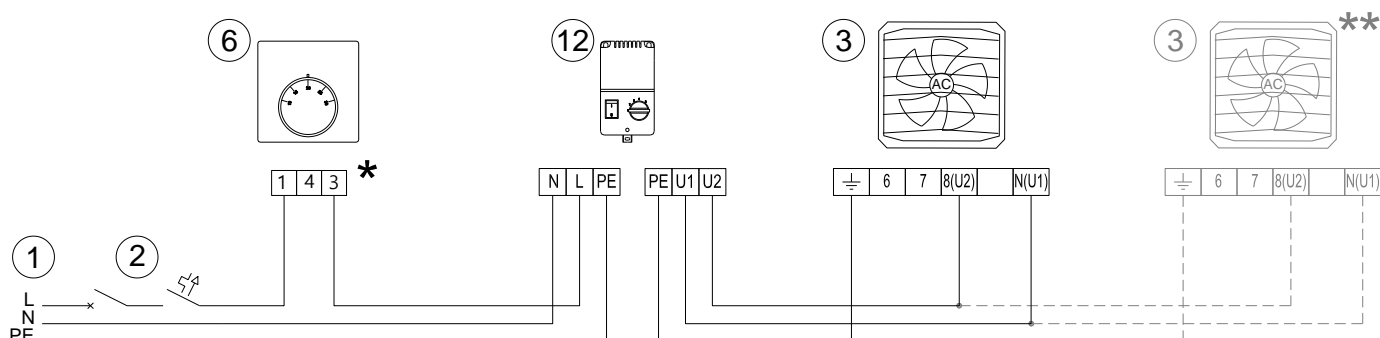 6 12 3 3 **
AC AC
1 4 3 *
N L PE PE U1 U2 6 7 8(U2) N(U1) 6 7 8(U2) N(U1)
1 2
L
N
PE